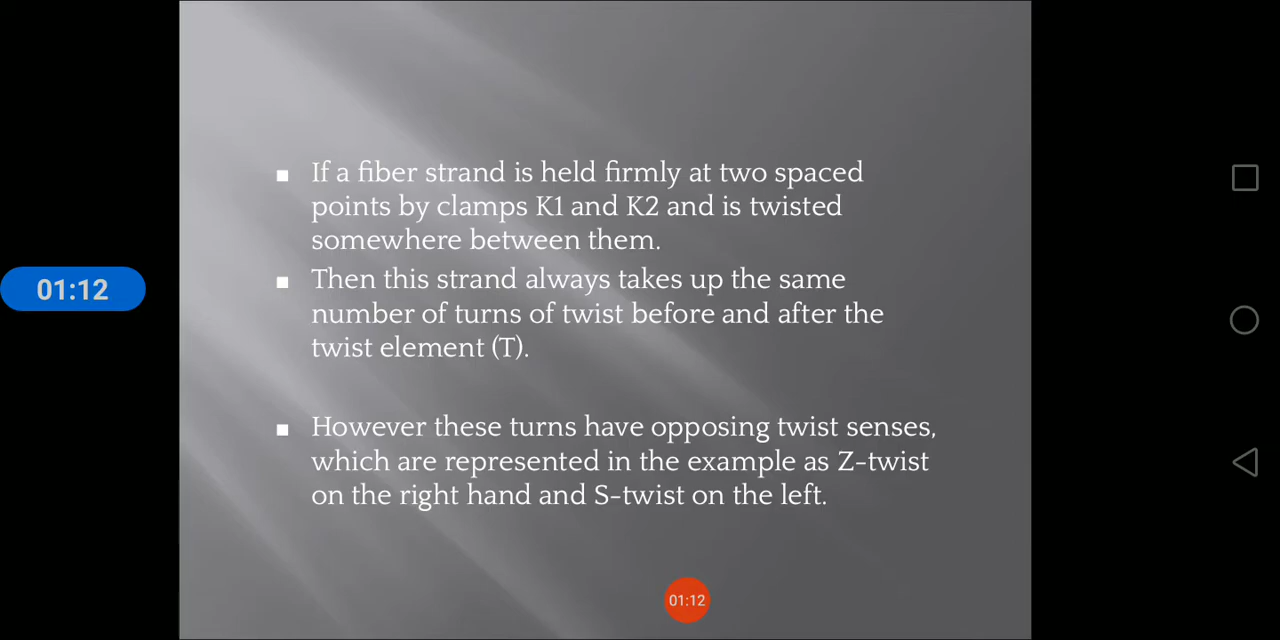 If a fiber strand is held firmly at two spaced
points by clamps K1 and K2 and is twisted
somewhere between them.
Then this strand always takes up the same
number of turns of twist before and after the
twist element (T).
However these turns have opposing twist senses,
which are represented in the example as Z-twist
on the right hand and S-twist on the left.
01:12
01:12